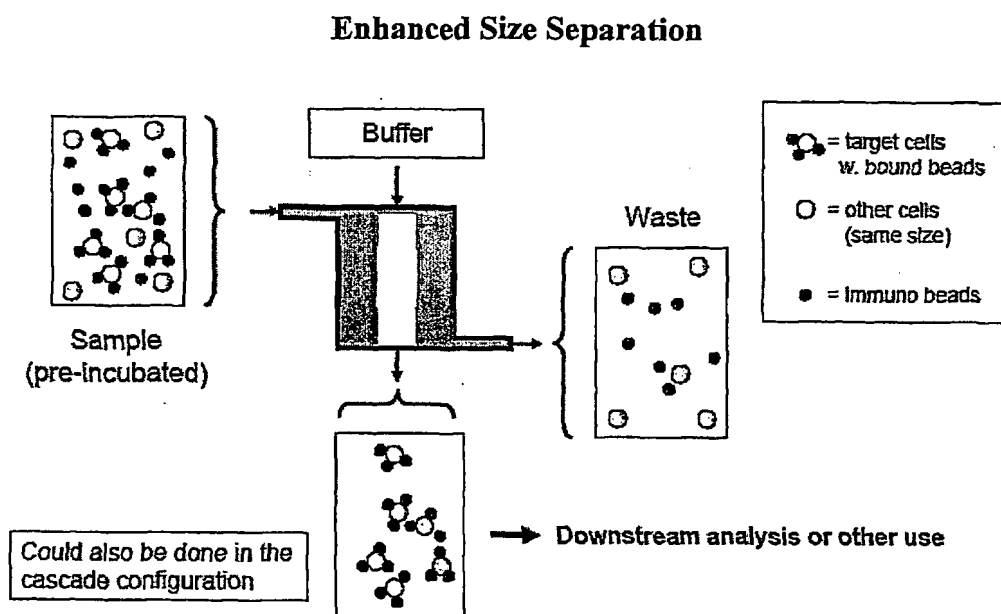 Enhanced Size Separation
Buffer
Sample
(pre-incubated)
Waste
= target cells
w. bound beads
= other cells
(same size)
= immuno beads
Downstream analysis or other use
Could also be done in the
cascade configuration